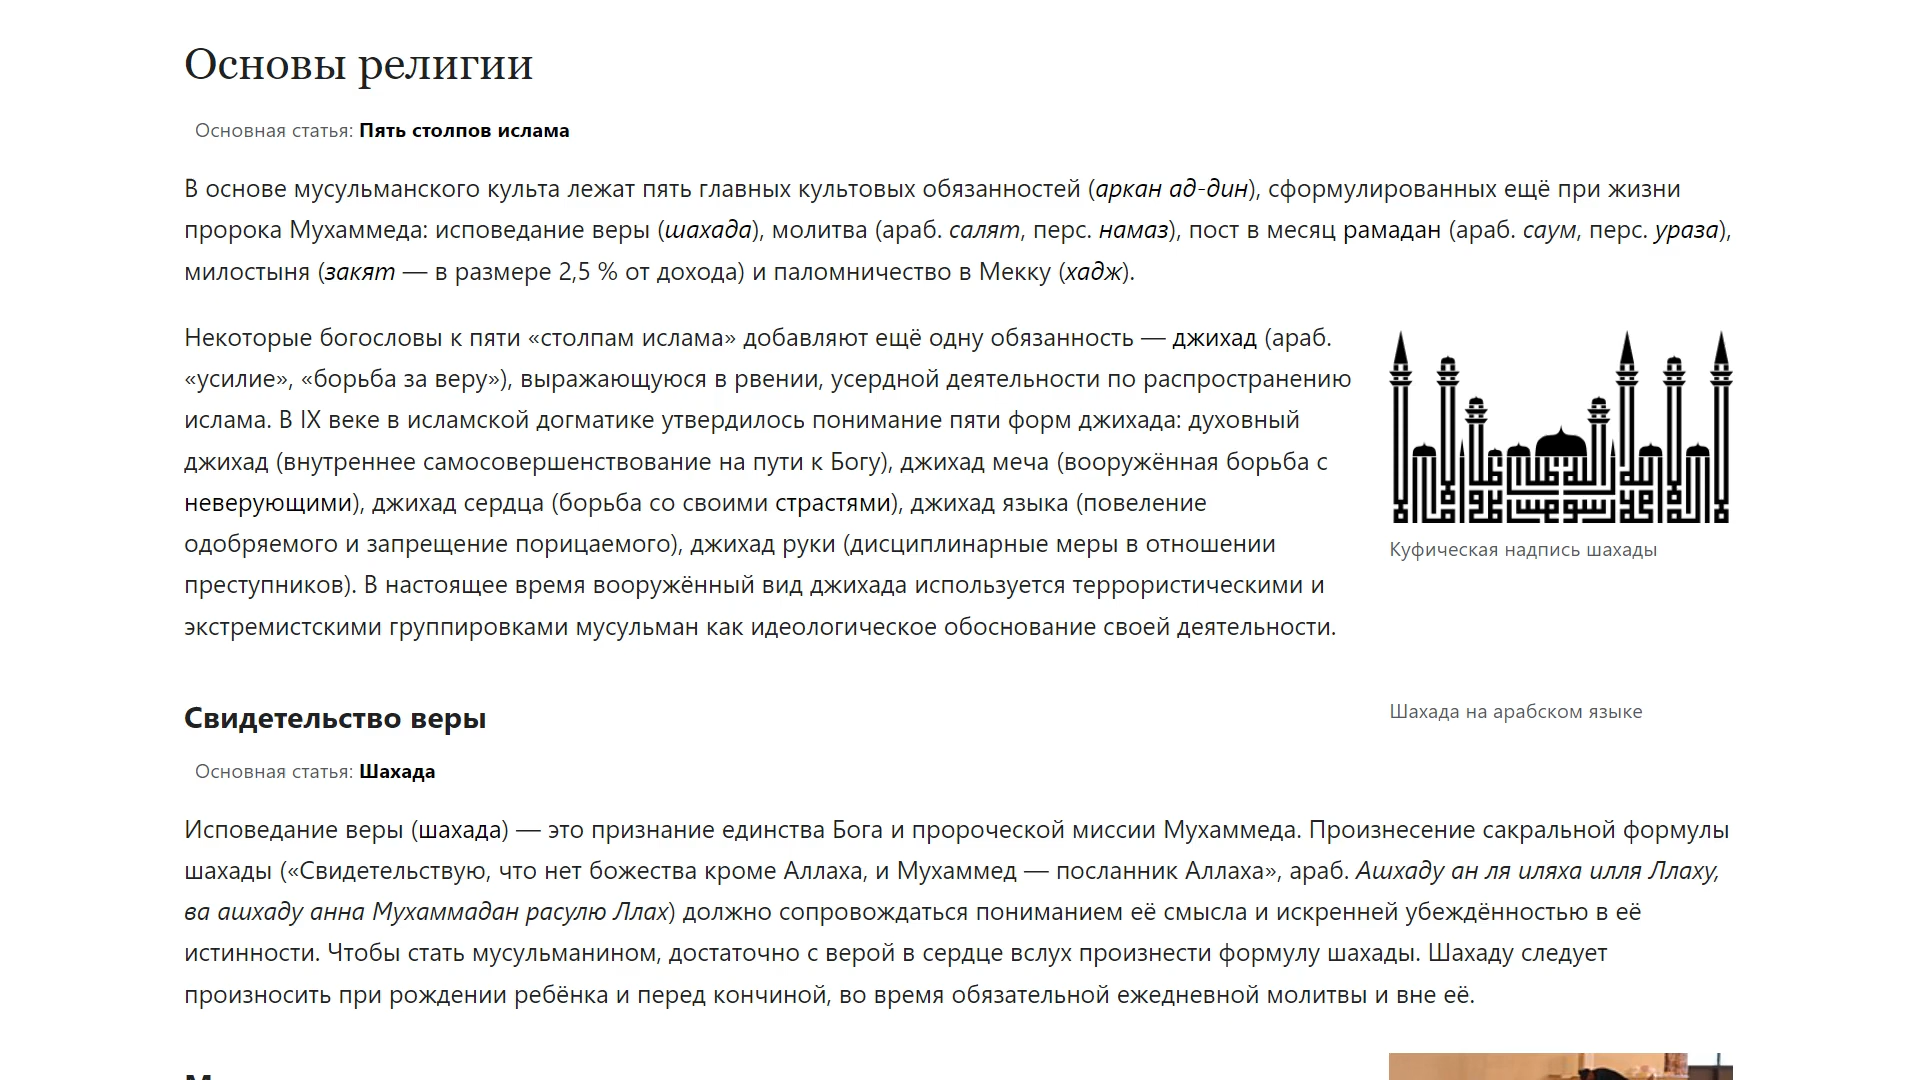 Основы религии
Основная статья: Пять столпов ислама
В основе мусульманского культа лежат пять главных культовых обязанностей (аркан ад-дин), сформулированных ещё при жизни
пророка Мухаммеда: исповедание веры (шахада), молитва (араб. салят, перс. намаз), пост в месяц рамадан (араб. саум, перс. ураза),
милостыня (закят — в размере 2,5 % от дохода) и паломничество в Мекку (хадж).
Некоторые богословы к пяти «столпам ислама» добавляют ещё одну обязанность — джихад (араб.
«усилие», «борьба за веру»), выражающуюся в рвении, усердной деятельности по распространению
ислама. В IX веке в исламской догматике утвердилось понимание пяти форм джихада: духовный
джихад (внутреннее самосовершенствование на пути к Богу), джихад меча (вооружённая борьба с
неверующими), джихад сердца (борьба со своими страстями), джихад языка (повеление
одобряемого и запрещение порицаемого), джихад руки (дисциплинарные меры в отношении
преступников). В настоящее время вооружённый вид джихада используется террористическими и
экстремистскими группировками мусульман как идеологическое обоснование своей деятельности.
Куфическая надпись шахады
Шахада на арабском языке
Свидетельство веры
Основная статья: Шахада
Исповедание веры (шахада) — это признание единства Бога и пророческой миссии Мухаммеда. Произнесение сакральной формулы
шахады («Свидетельствую, что нет божества кроме Аллаха, и Мухаммед — посланник Аллаха», араб. Ашхаду ан ля иляха илля Ллаху,
ва ашхаду анна Мухаммадан расулю Ллах) должно сопровождаться пониманием её смысла и искренней убеждённостью в её
истинности. Чтобы стать мусульманином, достаточно с верой в сердце вслух произнести формулу шахады. Шахаду следует
произносить при рождении ребёнка и перед кончиной, во время обязательной ежедневной молитвы и вне её.